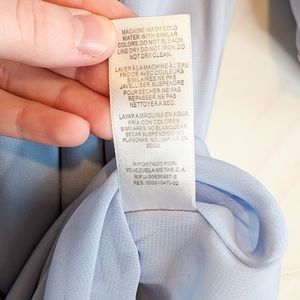 MACHINE WASH COLD
WATER WITH SIMILAR
COLORS.DO NOT BLEACH.
LINE DRY.DO NOT IRON.DO
NOT DRY CLEAN.
LAVER À LA MACHINE À L'EAU
FROIDE AVEC COULEURS
SIMILAIRES.NE PAS
JAVELLISER.SUSPENDRE
POUR SÉCHER.NE PAS
REPASSER.NE PAS
NETTOYER À SEC.
LAVAR A MÁQUINA EN AGUA
FRÍA CON COLORES
SIMILARES.NO BLANQUEAR.
SECAR SUSPENDIDO.NO
PLANCHAR. NO LIMPIAR EN
SECO.
IMPORTADO POR:
VENEZUELA METAS,C.A.